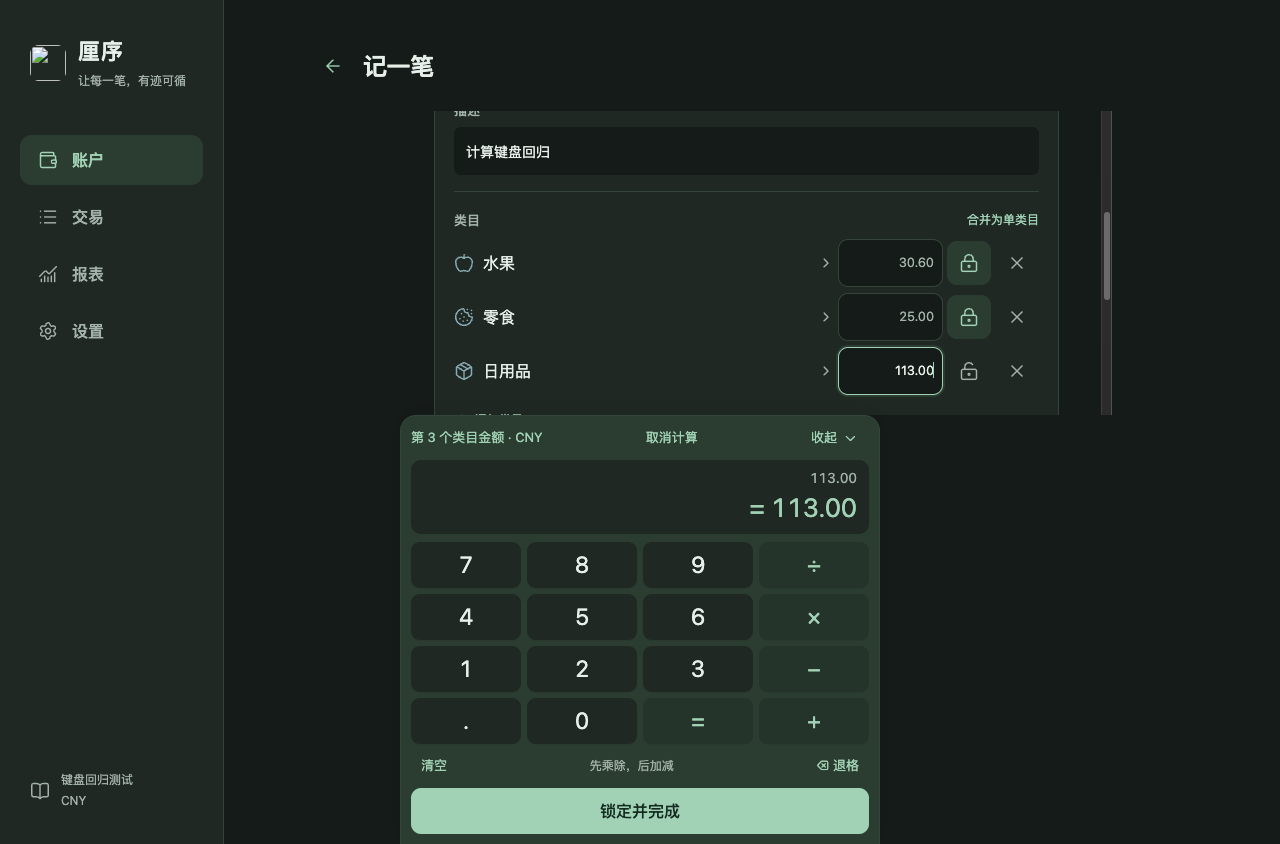 厘序
让每一笔，有迹可循
账户
交易
报表
设置
键盘回归测试
CNY
记一笔
描述
计算键盘回归
类目
合并为单类目
水果
30.60
零食
25.00
日用品
113.00
第 3 个类目金额 · CNY
取消计算
收起
113.00
= 113.00
7 8 9 ÷
4 5 6 ×
1 2 3 −
. 0 = +
清空
先乘除，后加减
退格
锁定并完成